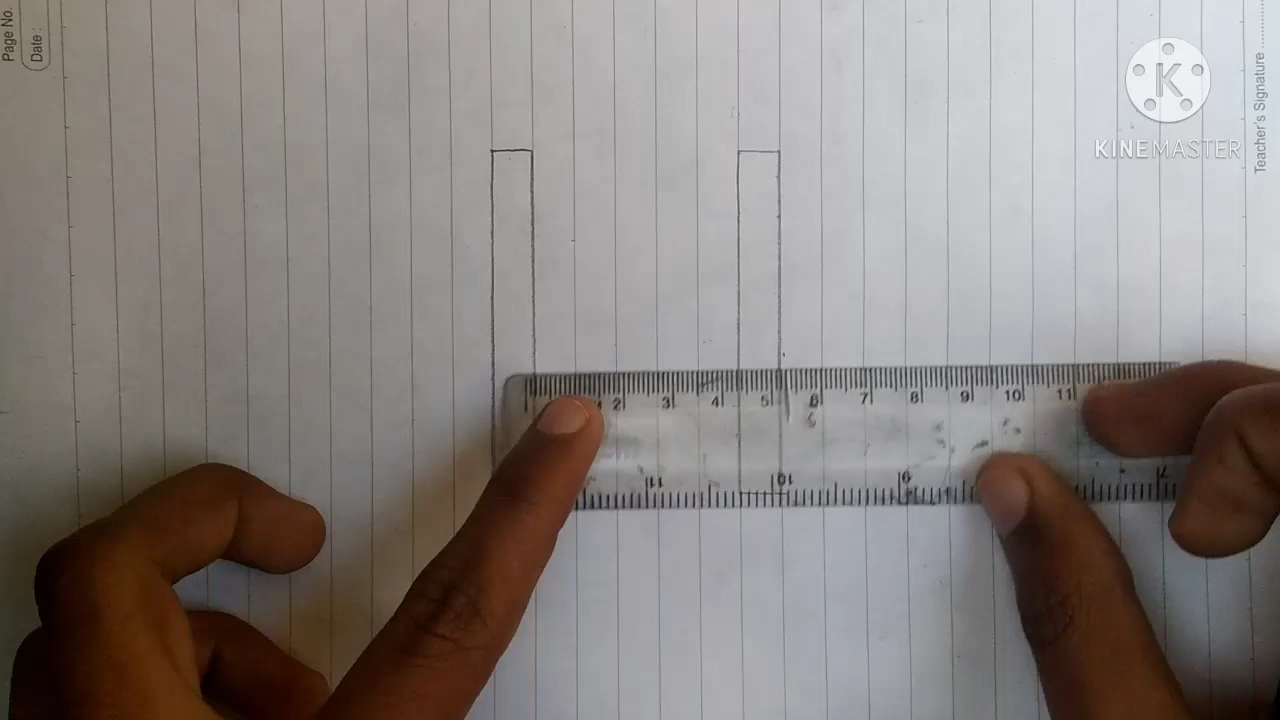 Page No.
Date :
K
KINEMASTER
Teacher's Signature ..............
1 2 3 4 5 6 7 8 9 10 11
11 10 9 7